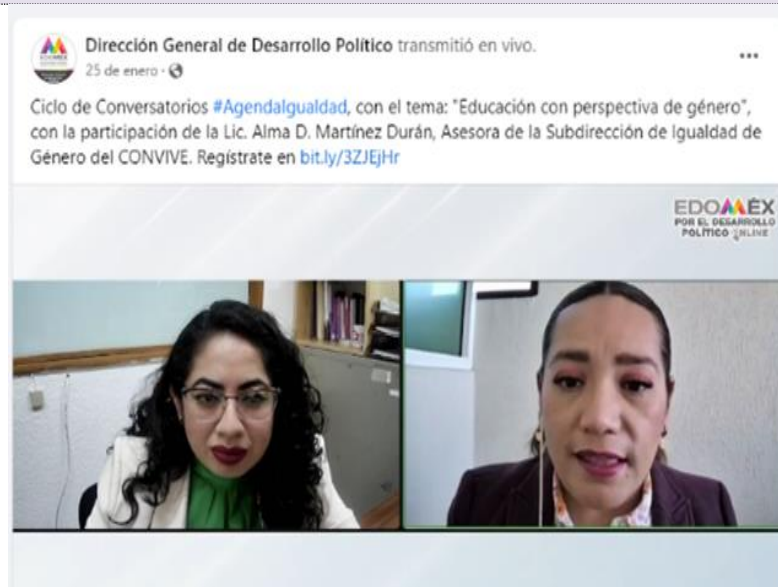 Dirección General de Desarrollo Político transmitió en vivo.
25 de enero ·
Ciclo de Conversatorios #AgendaIgualdad, con el tema: "Educación con perspectiva de género",
con la participación de la Lic. Alma D. Martínez Durán, Asesora de la Subdirección de Igualdad de
Género del CONVIVE. Regístrate en bit.ly/3ZJEjHr
EDOMÉX
POR EL DESARROLLO
POLÍTICO ONLINE